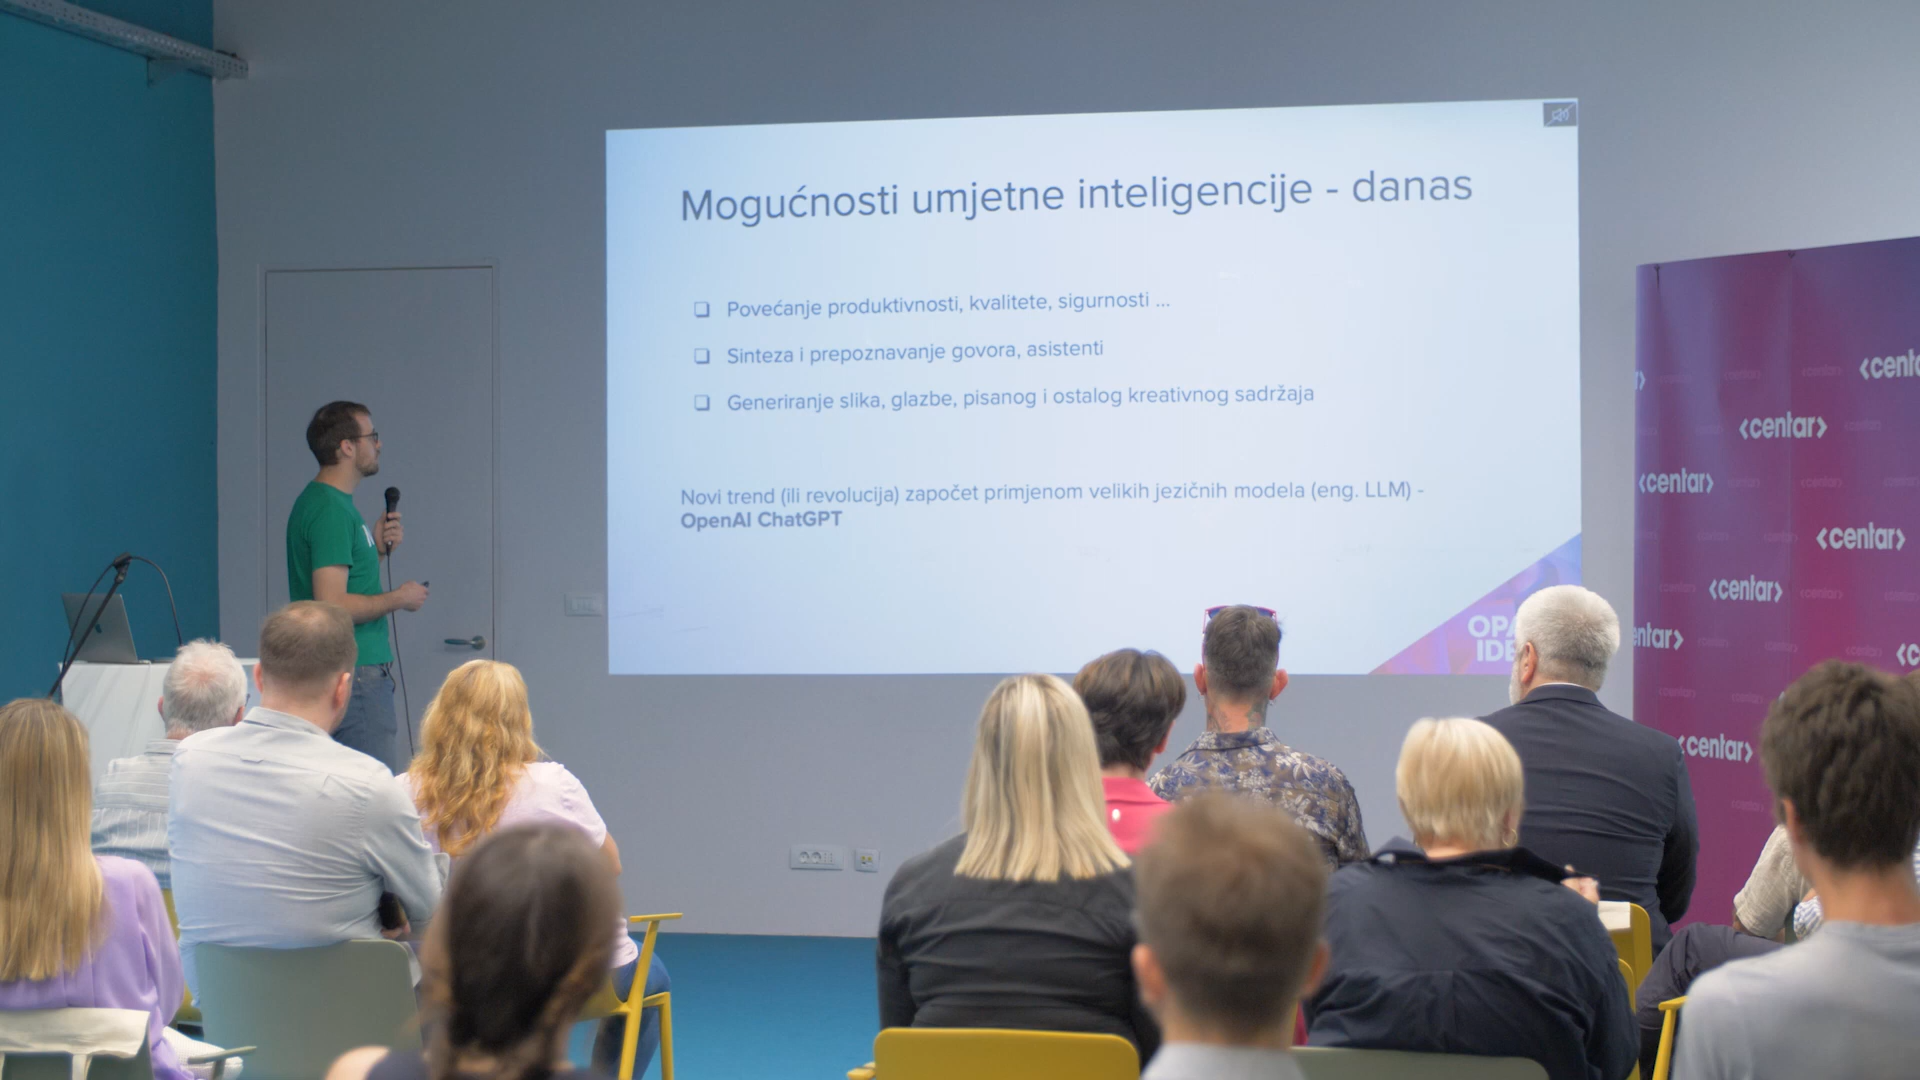 Mogućnosti umjetne inteligencije - danas
Povećanje produktivnosti, kvalitete, sigurnosti ...
Sinteza i prepoznavanje govora, asistenti
Generiranje slika, glazbe, pisanog i ostalog kreativnog sadržaja
Novi trend (ili revolucija) započet primjenom velikih jezičnih modela (eng. LLM) -
OpenAI ChatGPT
<centar>
<centar>
<centar>
<centar>
<centar>